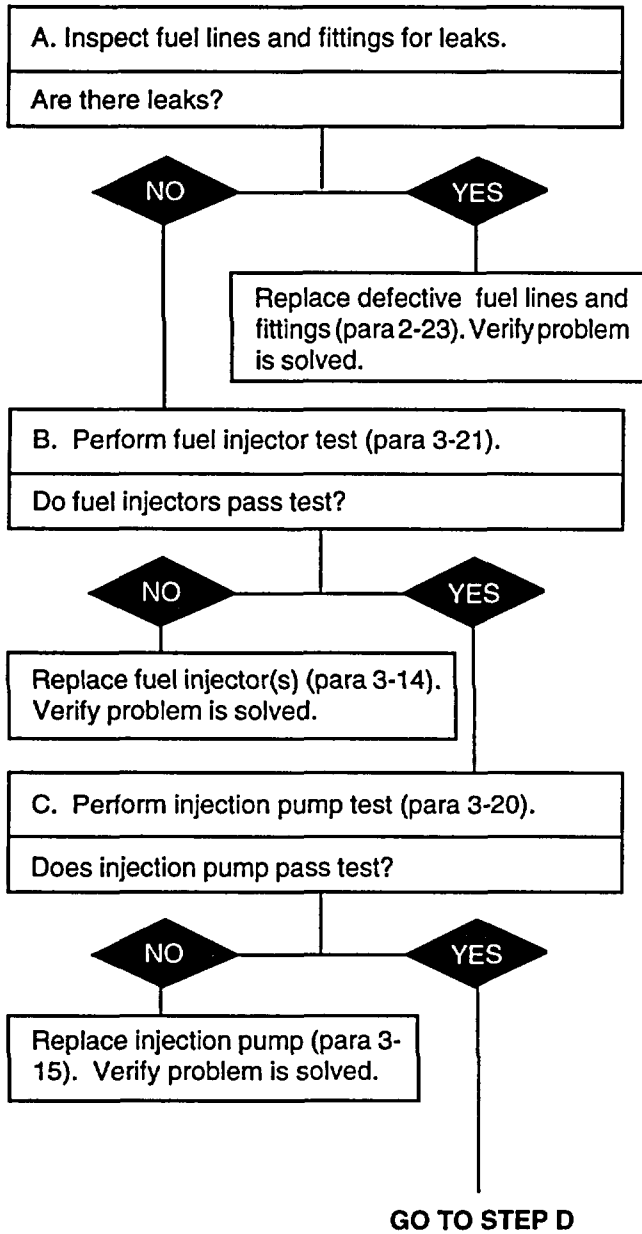 A. Inspect fuel lines and fittings for leaks.
Are there leaks?
NO
YES
Replace defective fuel lines and
fittings (para 2-23). Verify problem
is solved.
B. Perform fuel injector test (para 3-21).
Do fuel injectors pass test?
NO
YES
Replace fuel injector(s) (para 3-14).
Verify problem is solved.
C. Perform injection pump test (para 3-20).
Does injection pump pass test?
NO
YES
Replace injection pump (para 3-
15). Verify problem is solved.
GO TO STEP D